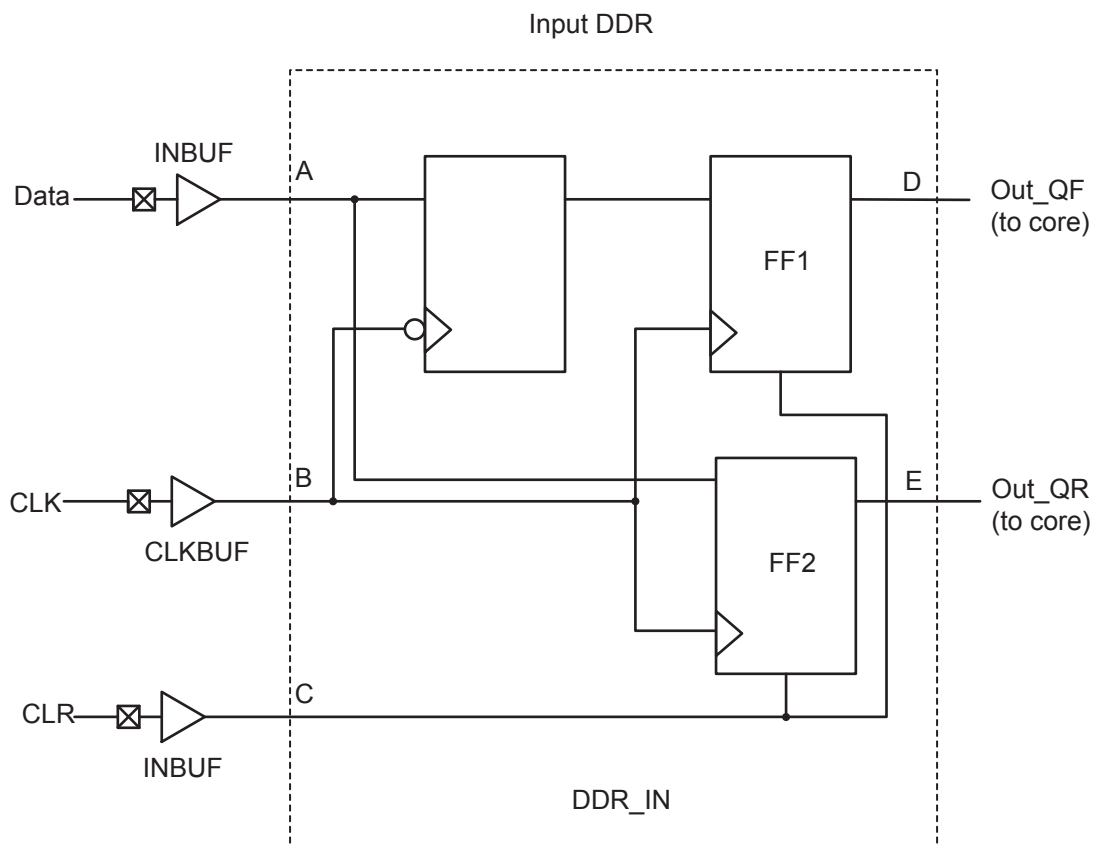 Input DDR
INBUF
A
Data
D
Out_QF
(to core)
FF1
B
CLK
CLKBUF
E
Out_QR
(to core)
FF2
C
CLR
INBUF
DDR_IN